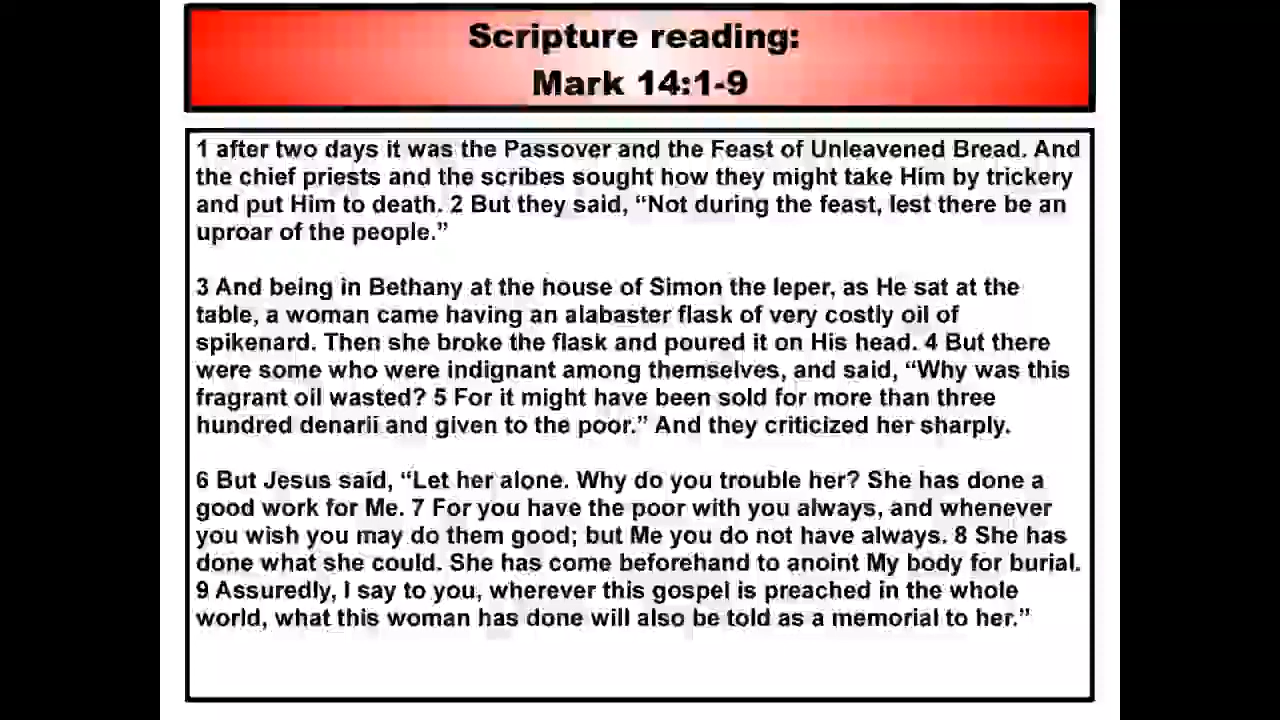 Scripture reading:
Mark 14:1-9
1 after two days it was the Passover and the Feast of Unleavened Bread. And
the chief priests and the scribes sought how they might take Him by trickery
and put Him to death. 2 But they said, “Not during the feast, lest there be an
uproar of the people.”
3 And being in Bethany at the house of Simon the leper, as He sat at the
table, a woman came having an alabaster flask of very costly oil of
spikenard. Then she broke the flask and poured it on His head. 4 But there
were some who were indignant among themselves, and said, “Why was this
fragrant oil wasted? 5 For it might have been sold for more than three
hundred denarii and given to the poor.” And they criticized her sharply.
6 But Jesus said, “Let her alone. Why do you trouble her? She has done a
good work for Me. 7 For you have the poor with you always, and whenever
you wish you may do them good; but Me you do not have always. 8 She has
done what she could. She has come beforehand to anoint My body for burial.
9 Assuredly, I say to you, wherever this gospel is preached in the whole
world, what this woman has done will also be told as a memorial to her.”